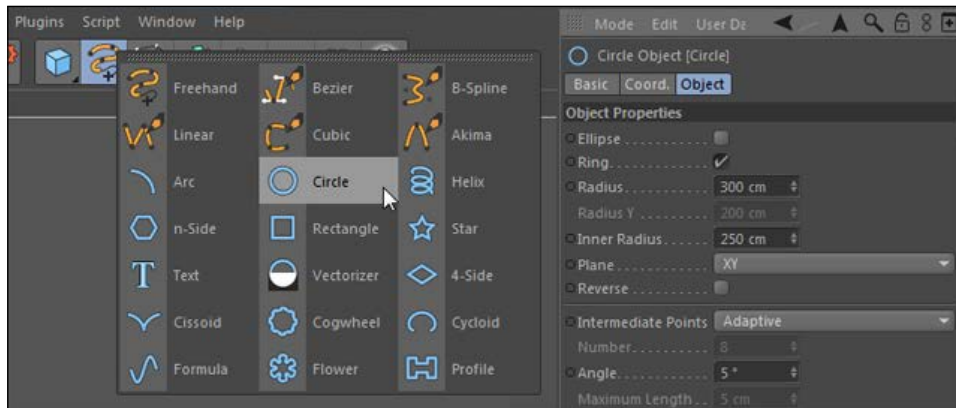 Plugins Script Window Help
Freehand Bezier B-Spline
Linear Cubic Akima
Arc Circle Helix
n-Side Rectangle Star
Text Vectorizer 4-Side
Cissoid Cogwheel Cycloid
Formula Flower Profile
Mode Edit User Da
Circle Object [Circle]
Basic Coord. Object
Object Properties
Ellipse
Ring
Radius 300 cm
Radius Y 200 cm
Inner Radius 250 cm
Plane XY
Reverse
Intermediate Points Adaptive
Number 8
Angle 5 °
Maximum Length 5 cm